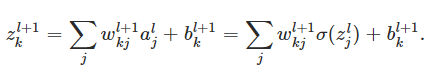 $z_k^{l+1} = \sum_j w_{kj}^{l+1} a_j^l + b_k^{l+1} = \sum_j w_{kj}^{l+1} \sigma(z_j^l) + b_k^{l+1}.$